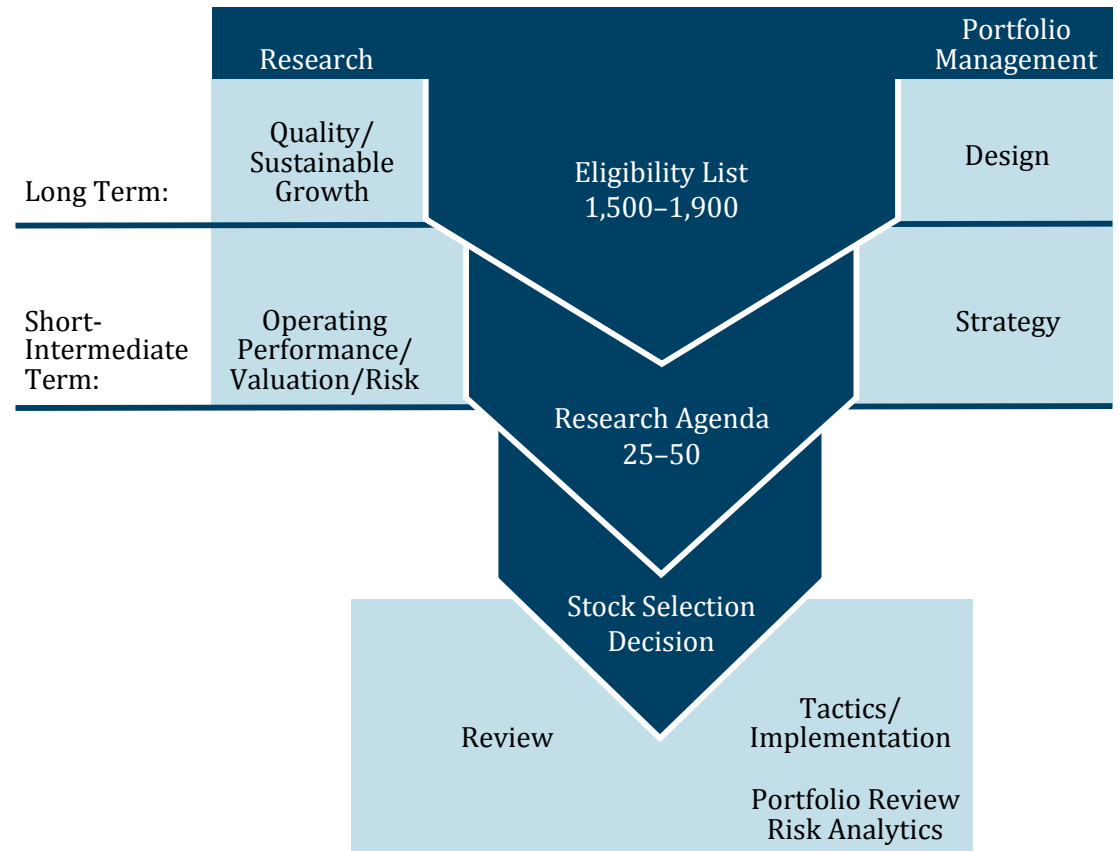 Research
Portfolio
Management
Long Term:
Quality/
Sustainable
Growth
Eligibility List
1,500–1,900
Design
Short-
Intermediate
Term:
Operating
Performance/
Valuation/Risk
Research Agenda
25–50
Strategy
Stock Selection
Decision
Review
Tactics/
Implementation
Portfolio Review
Risk Analytics